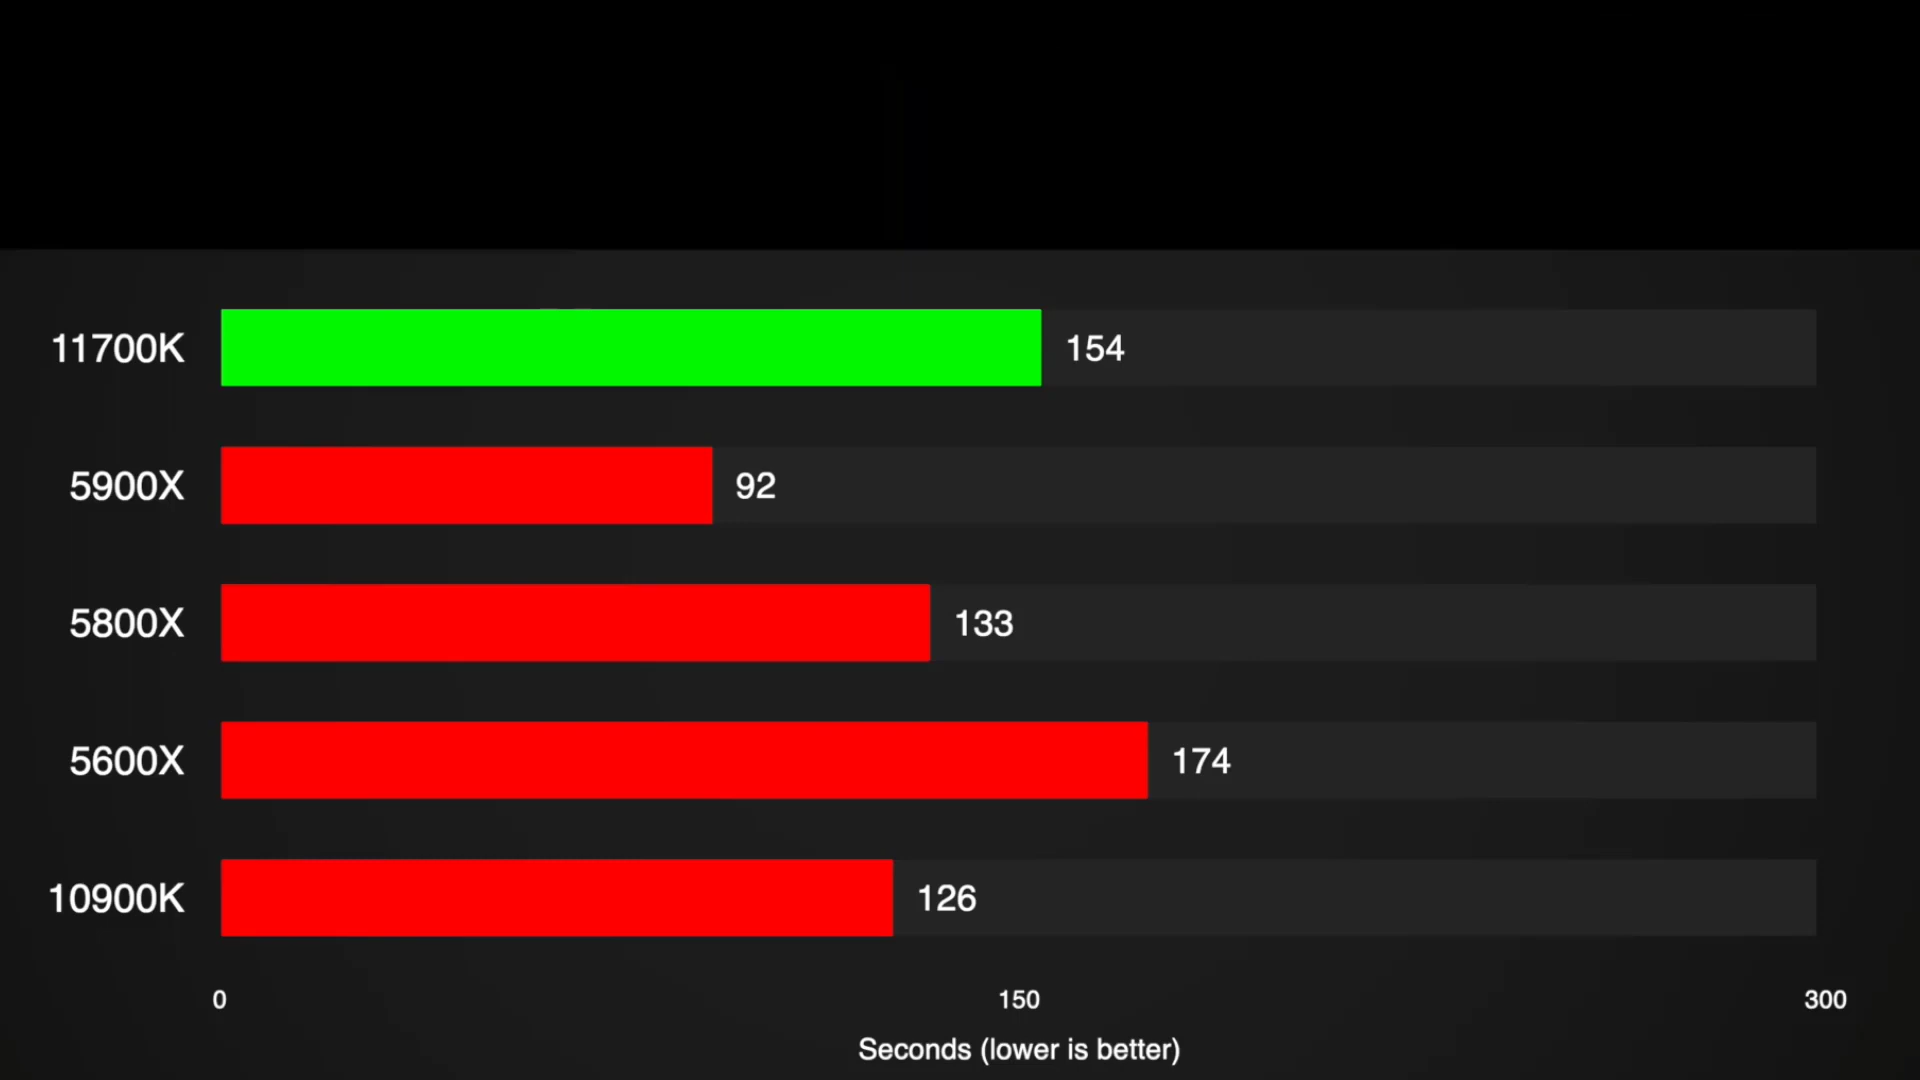 11700K 154
5900X 92
5800X 133
5600X 174
10900K 126
0 150 300
Seconds (lower is better)